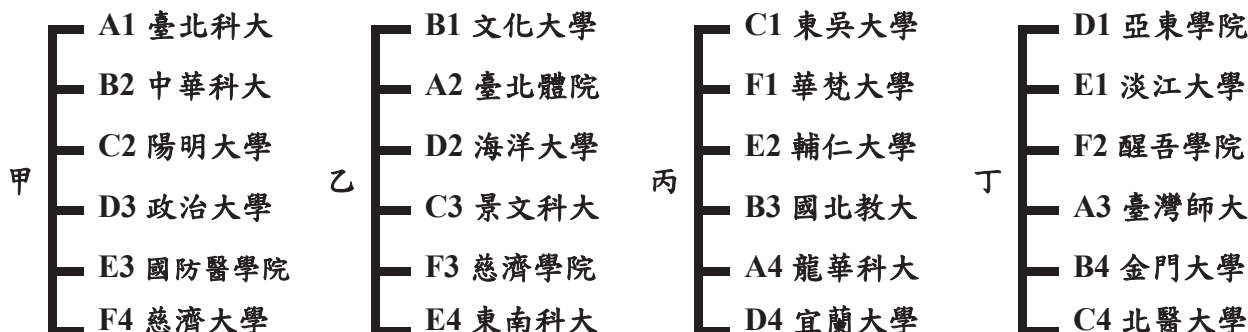 甲
A1 臺北科大
B2 中華科大
C2 陽明大學
D3 政治大學
E3 國防醫學院
F4 慈濟大學
乙
B1 文化大學
A2 臺北體院
D2 海洋大學
C3 景文科大
F3 慈濟學院
E4 東南科大
丙
C1 東吳大學
F1 華梵大學
E2 輔仁大學
B3 國北教大
A4 龍華科大
D4 宜蘭大學
丁
D1 亞東學院
E1 淡江大學
F2 醒吾學院
A3 臺灣師大
B4 金門大學
C4 北醫大學